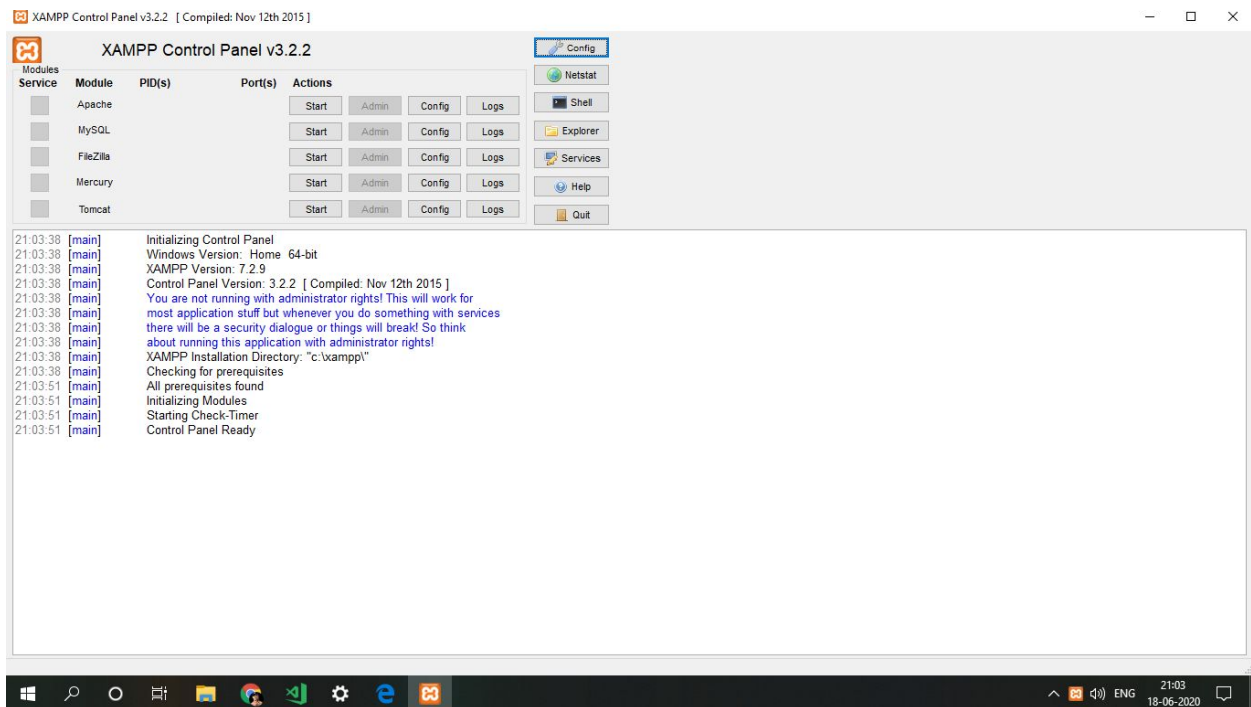 XAMPP Control Panel v3.2.2 [ Compiled: Nov 12th 2015 ]
XAMPP Control Panel v3.2.2
Config
Modules
Service Module PID(s) Port(s) Actions
Netstat
Apache Start Admin Config Logs
Shell
MySQL Start Admin Config Logs
Explorer
FileZilla Start Admin Config Logs
Services
Mercury Start Admin Config Logs
Help
Tomcat Start Admin Config Logs
Quit
21:03:38 [main] Initializing Control Panel
21:03:38 [main] Windows Version: Home 64-bit
21:03:38 [main] XAMPP Version: 7.2.9
21:03:38 [main] Control Panel Version: 3.2.2 [ Compiled: Nov 12th 2015 ]
21:03:38 [main] You are not running with administrator rights! This will work for
21:03:38 [main] most application stuff but whenever you do something with services
21:03:38 [main] there will be a security dialogue or things will break! So think
21:03:38 [main] about running this application with administrator rights!
21:03:38 [main] XAMPP Installation Directory: "c:\xampp\"
21:03:38 [main] Checking for prerequisites
21:03:51 [main] All prerequisites found
21:03:51 [main] Initializing Modules
21:03:51 [main] Starting Check-Timer
21:03:51 [main] Control Panel Ready
ENG
21:03
18-06-2020